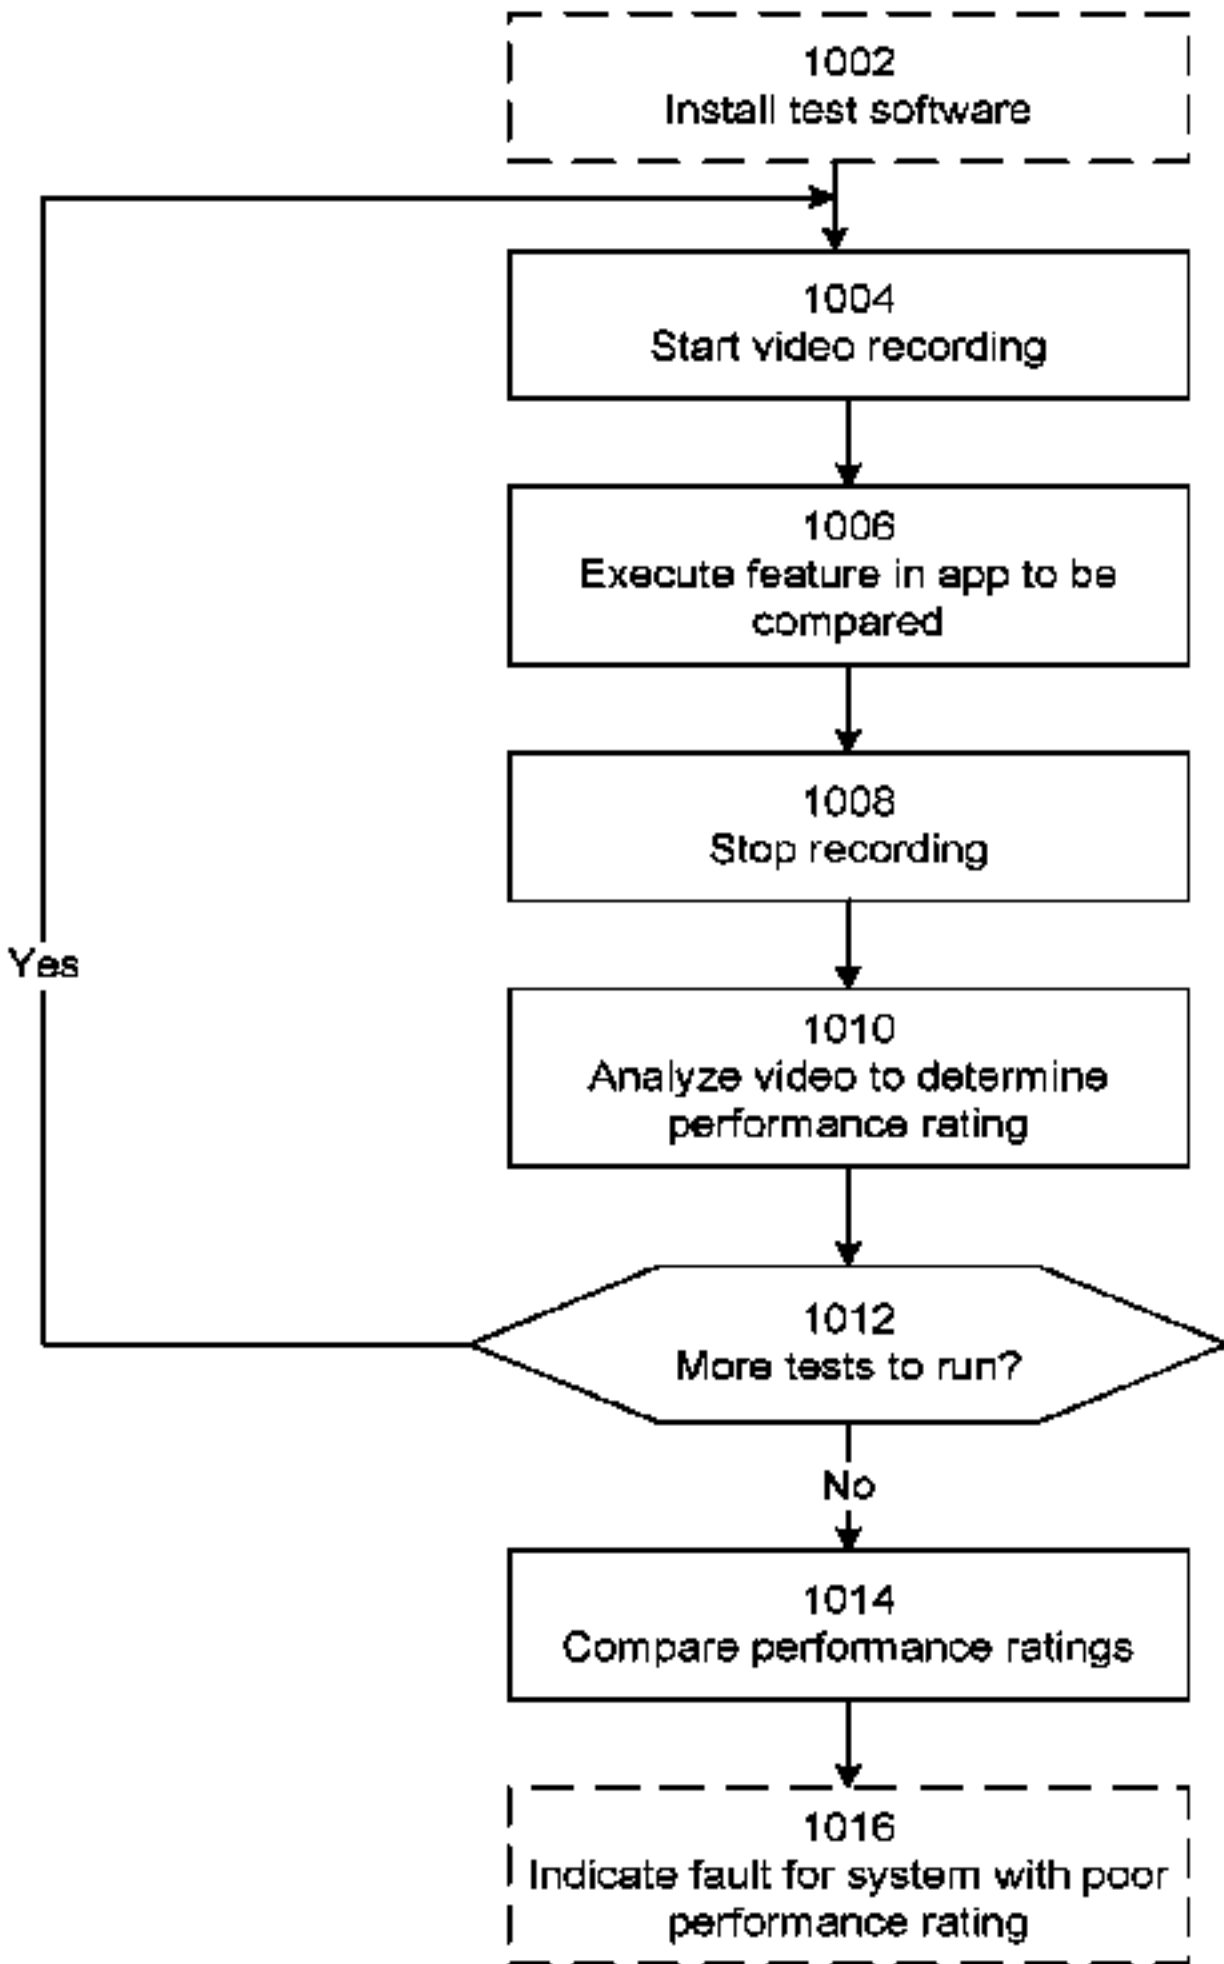 1002
Install test software
1004
Start video recording
1006
Execute feature in app to be
compared
1008
Stop recording
Yes
1010
Analyze video to determine
performance rating
1012
More tests to run?
No
1014
Compare performance ratings
1016
Indicate fault for system with poor
performance rating